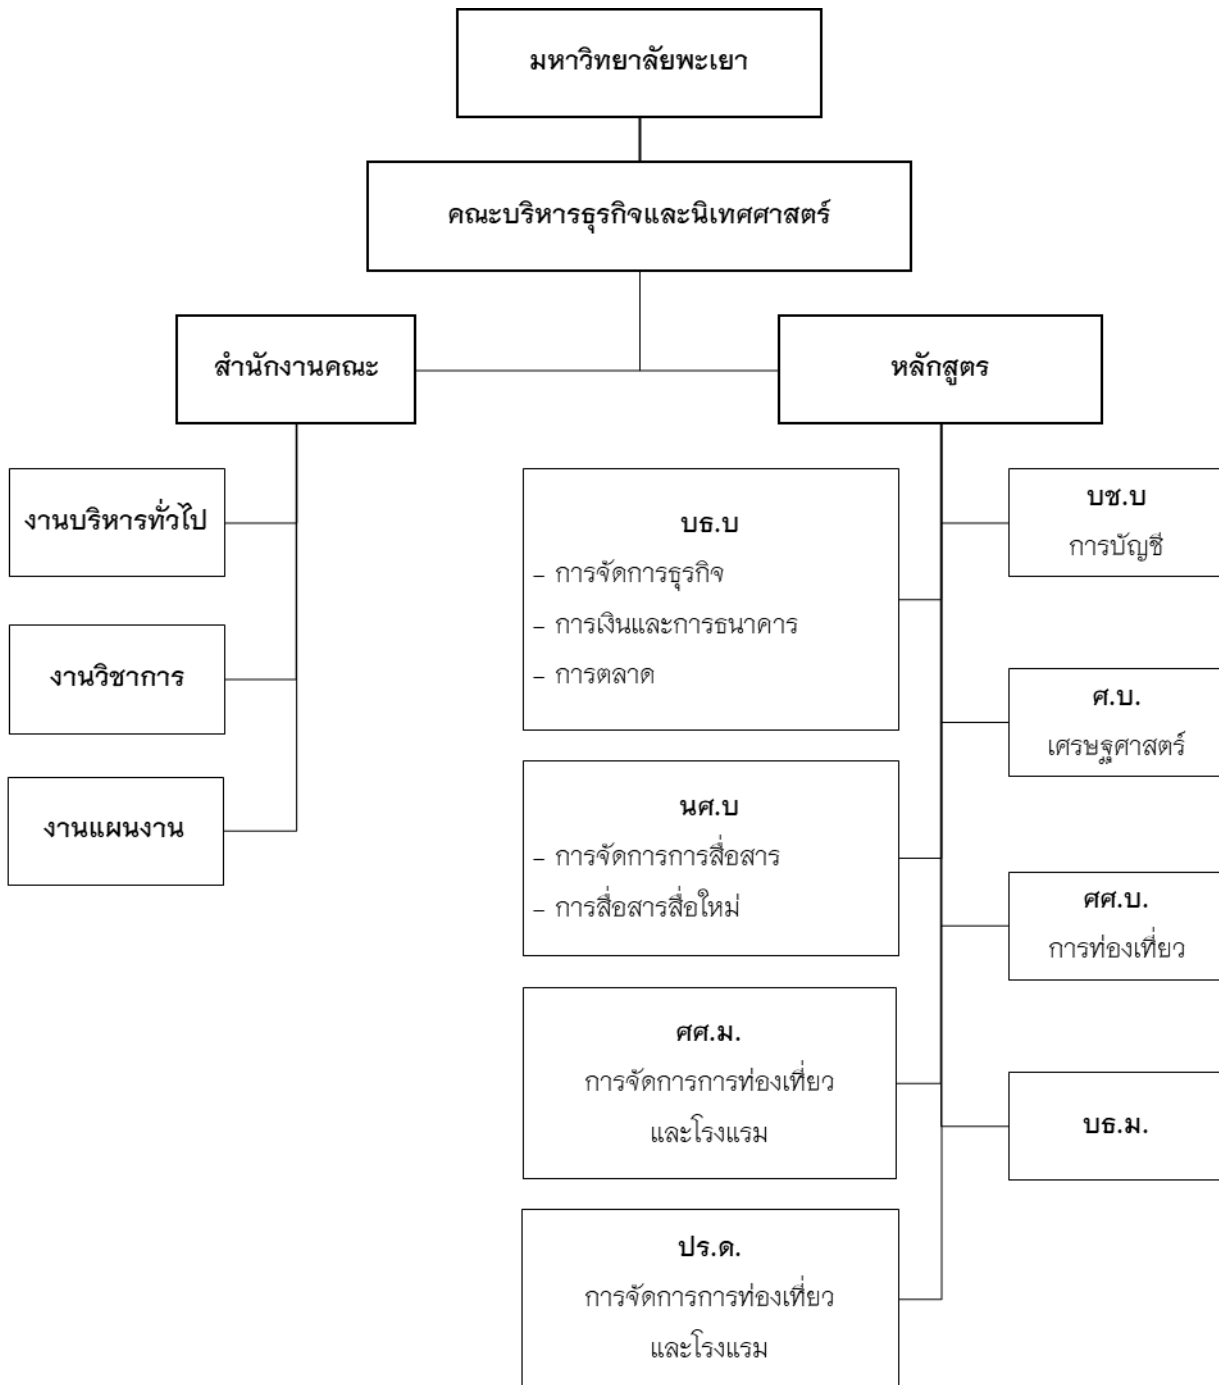 มหาวิทยาลัยพะเยา
คณะบริหารธุรกิจและนิเทศศาสตร์
สำนักงานคณะ
หลักสูตร
งานบริหารทั่วไป
งานวิชาการ
งานแผนงาน
บธ.บ
- การจัดการธุรกิจ
- การเงินและการธนาคาร
- การตลาด
นศ.บ
- การจัดการการสื่อสาร
- การสื่อสารสื่อใหม่
ศศ.ม.
การจัดการการท่องเที่ยว
และโรงแรม
ปร.ด.
การจัดการการท่องเที่ยว
และโรงแรม
บช.บ
การบัญชี
ศ.บ.
เศรษฐศาสตร์
ศศ.บ.
การท่องเที่ยว
บธ.ม.